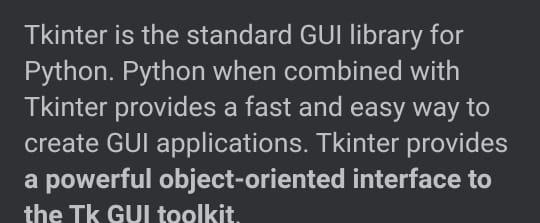 Tkinter is the standard GUI library for
Python. Python when combined with
Tkinter provides a fast and easy way to
create GUI applications. Tkinter provides
a powerful object-oriented interface to
the Tk GUI toolkit.